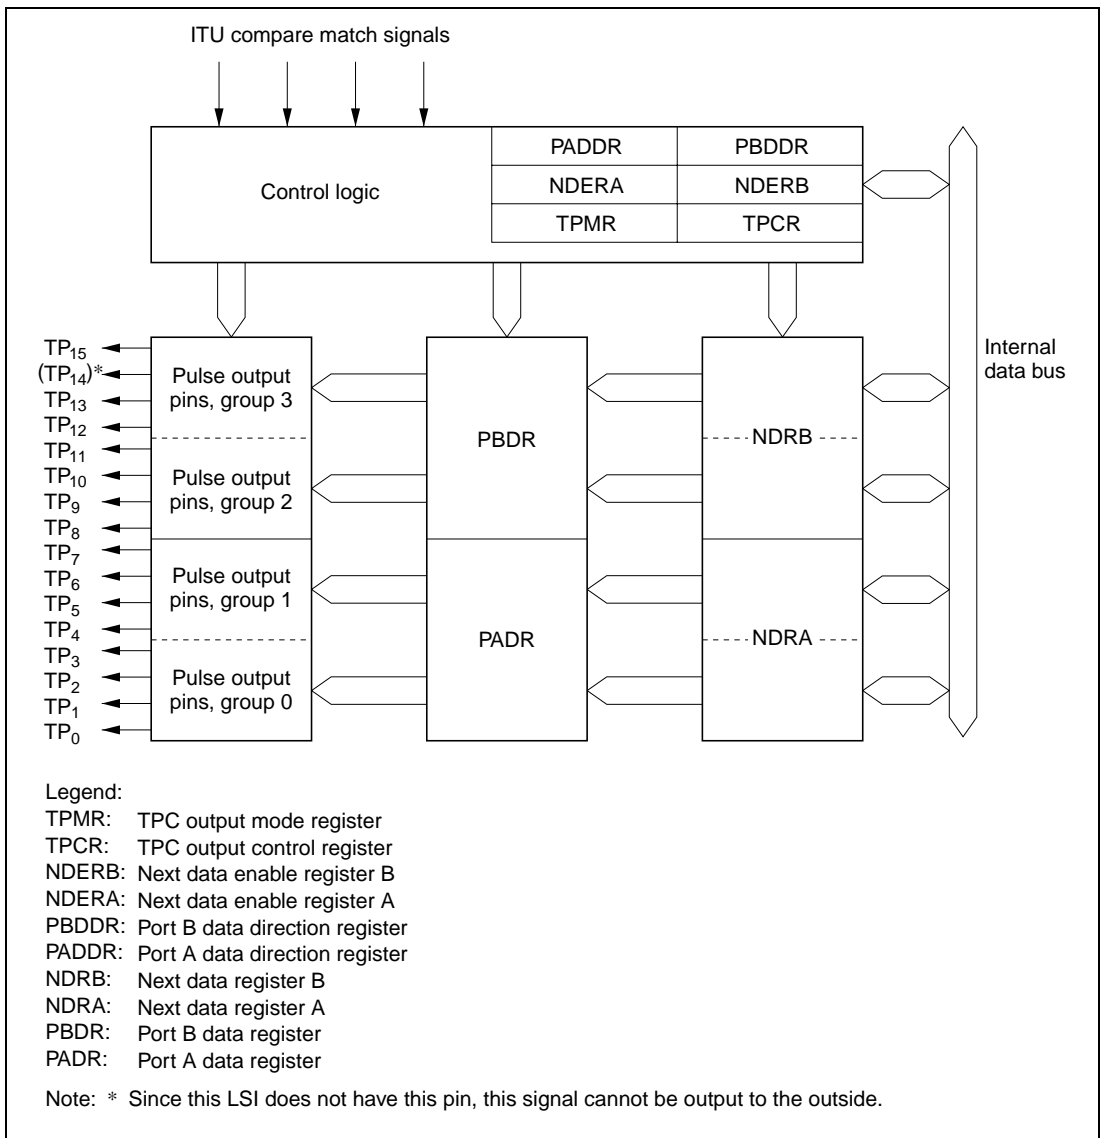 ITU compare match signals
Control logic
PADDR PBDDR
NDERA NDERB
TPMR TPCR
Internal
data bus
TP15
(TP14)*
TP13
TP12
TP11
TP10
TP9
TP8
TP7
TP6
TP5
TP4
TP3
TP2
TP1
TP0
Pulse output
pins, group 3
Pulse output
pins, group 2
Pulse output
pins, group 1
Pulse output
pins, group 0
PBDR
PADR
NDRB
NDRA
Legend:
TPMR: TPC output mode register
TPCR: TPC output control register
NDERB: Next data enable register B
NDERA: Next data enable register A
PBDDR: Port B data direction register
PADDR: Port A data direction register
NDRB: Next data register B
NDRA: Next data register A
PBDR: Port B data register
PADR: Port A data register
Note: * Since this LSI does not have this pin, this signal cannot be output to the outside.